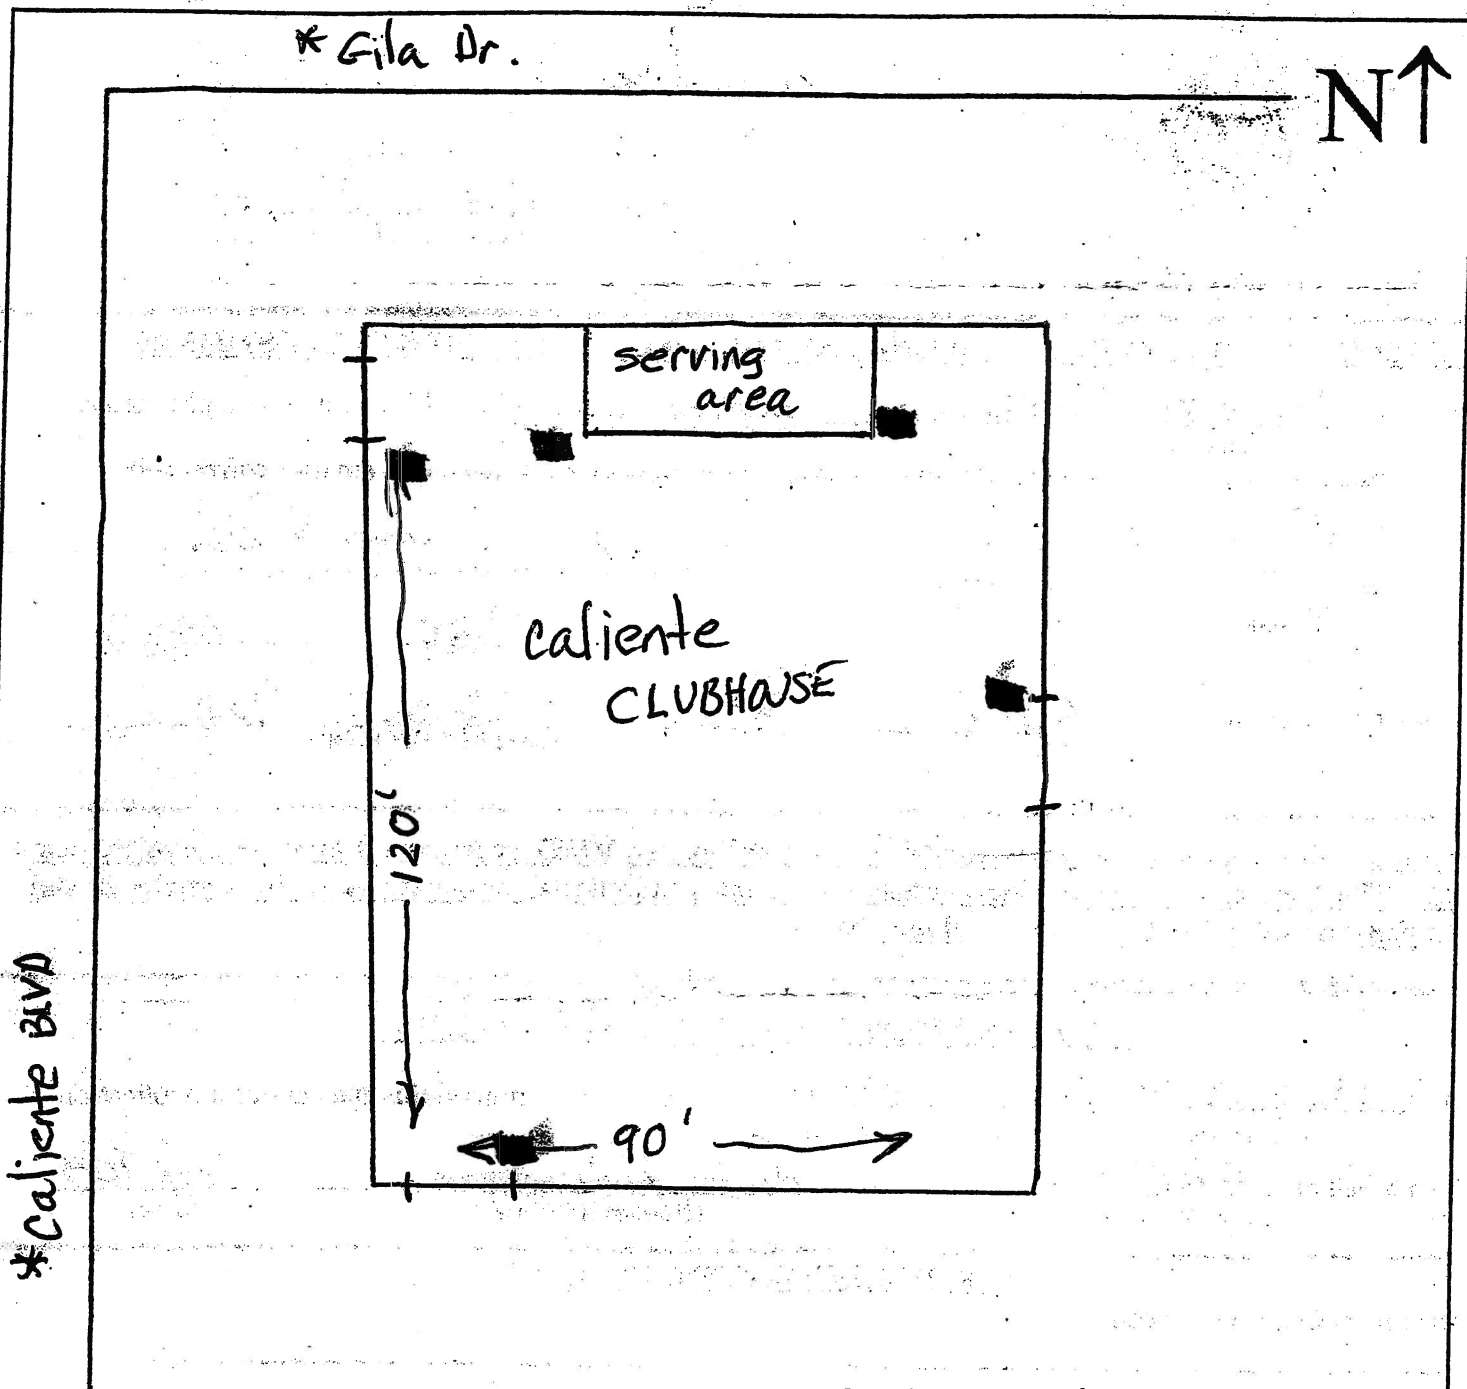 * Gila Dr.
N↑
serving
area
caliente
CLUBHOUSE
120'
90'
*Caliente BLVD